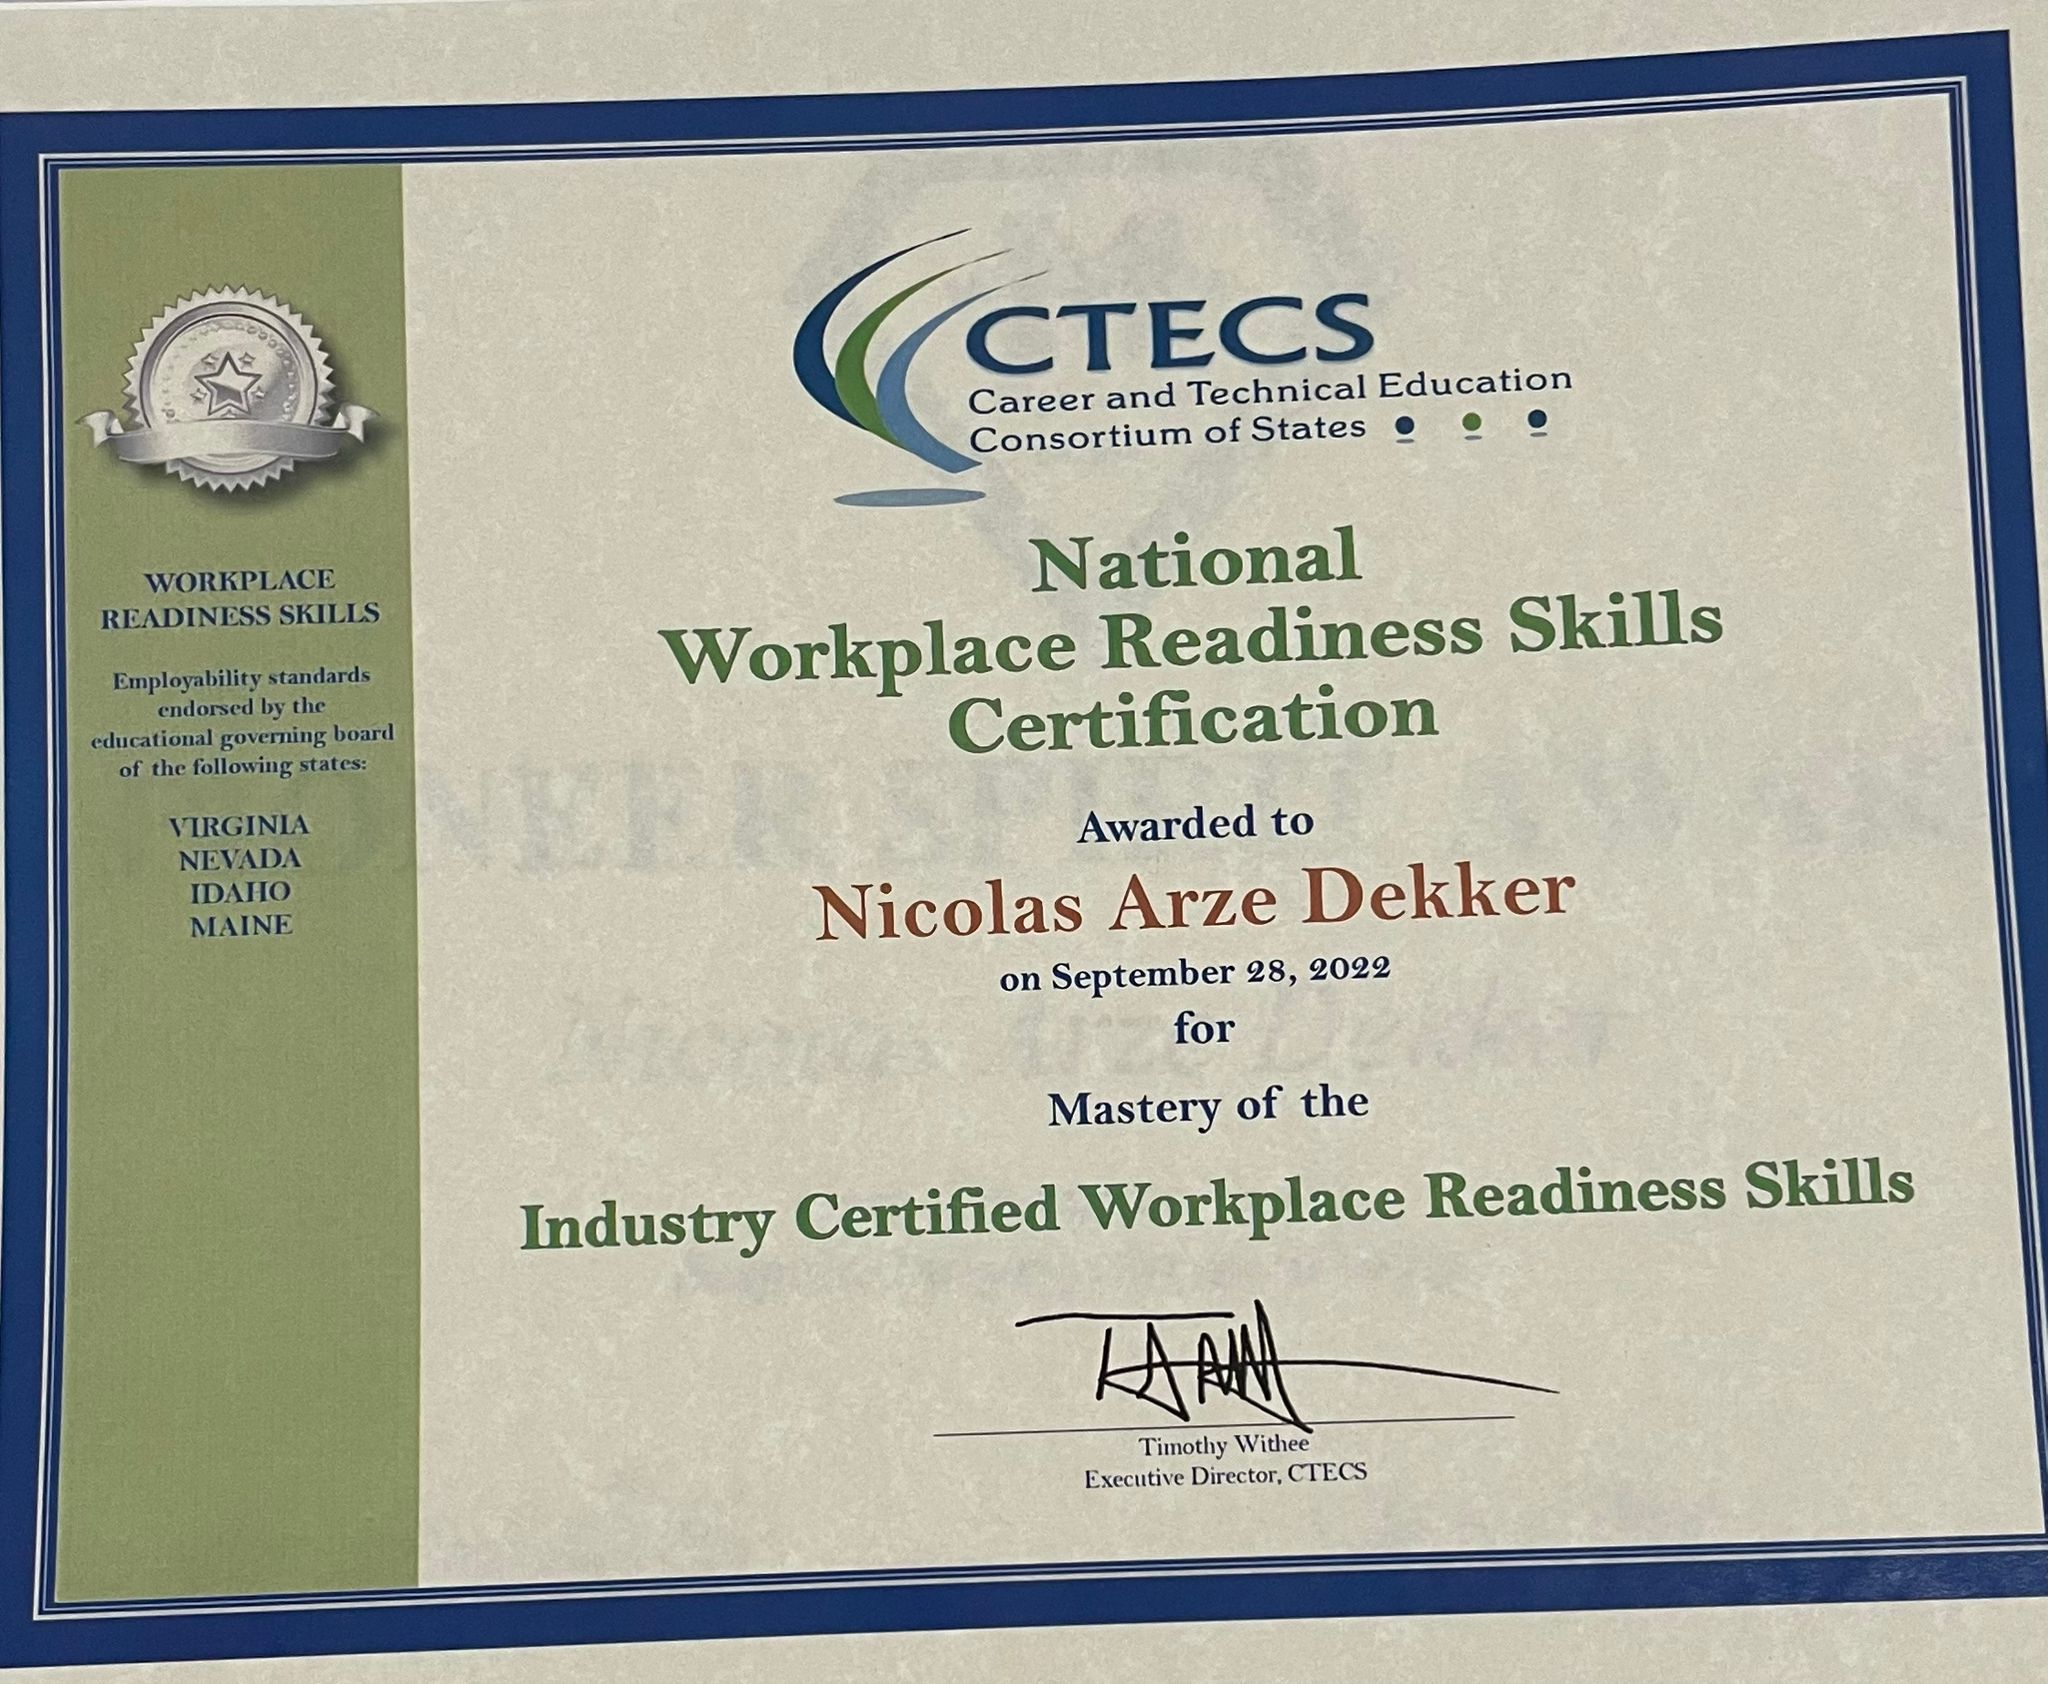 WORKPLACE
READINESS SKILLS
Employability standards
endorsed by the
educational governing board
of the following states:
VIRGINIA
NEVADA
IDAHO
MAINE
CTECS
Career and Technical Education
Consortium of States
National
Workplace Readiness Skills
Certification
Awarded to
Nicolas Arze Dekker
on September 28, 2022
for
Mastery of the
Industry Certified Workplace Readiness Skills
Timothy Withee
Executive Director, CTECS